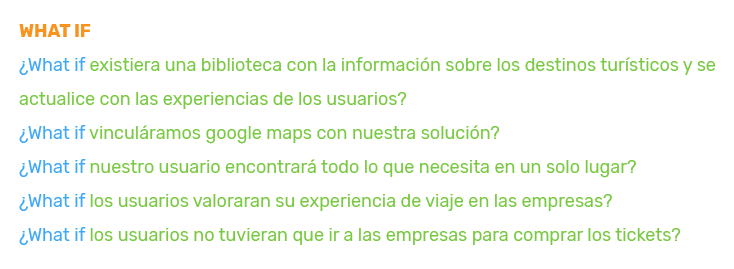 WHAT IF
¿What if existiera una biblioteca con la información sobre los destinos turísticos y se
actualice con las experiencias de los usuarios?
¿What if vinculáramos google maps con nuestra solución?
¿What if nuestro usuario encontrará todo lo que necesita en un solo lugar?
¿What if los usuarios valoraran su experiencia de viaje en las empresas?
¿What if los usuarios no tuvieran que ir a las empresas para comprar los tickets?